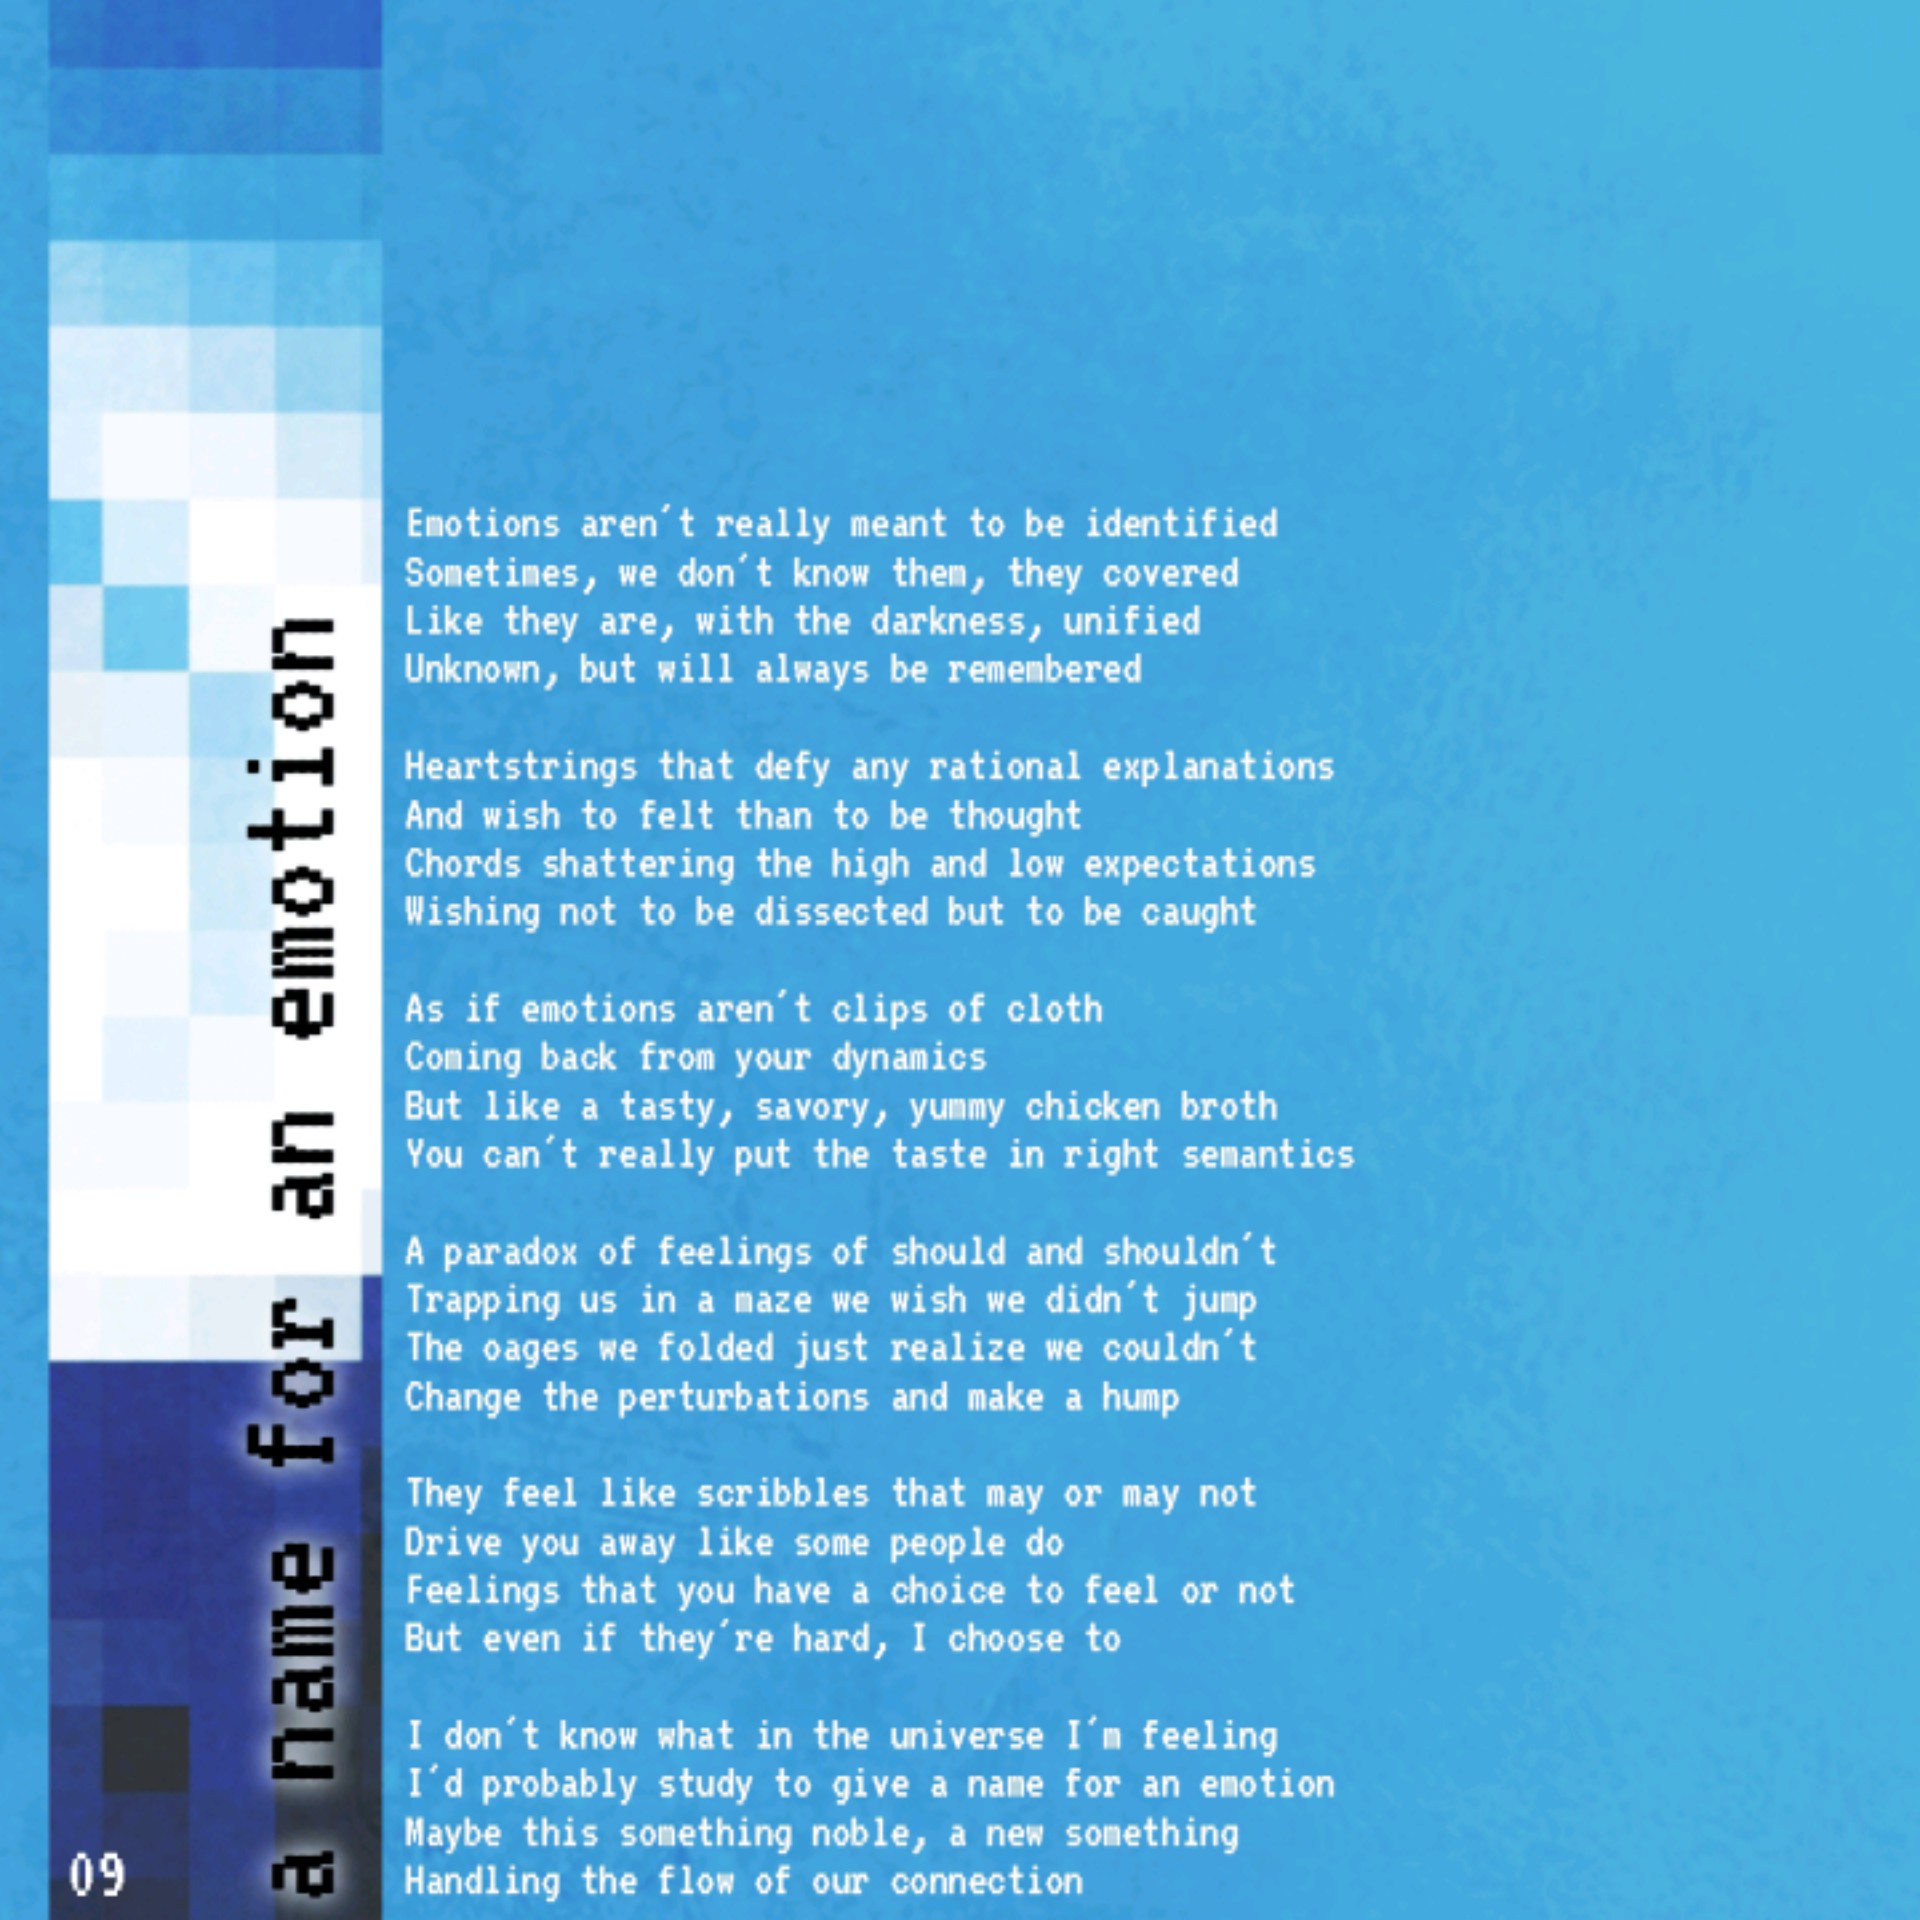 a name for an emotion
Emotions aren´t really meant to be identified
Sometimes, we don´t know them, they covered
Like they are, with the darkness, unified
Unknown, but will always be remembered
Heartstrings that defy any rational explanations
And wish to felt than to be thought
Chords shattering the high and low expectations
Wishing not to be dissected but to be caught
As if emotions aren´t clips of cloth
Coming back from your dynamics
But like a tasty, savory, yummy chicken broth
You can´t really put the taste in right semantics
A paradox of feelings of should and shouldn´t
Trapping us in a maze we wish we didn´t jump
The oages we folded just realize we couldn´t
Change the perturbations and make a hump
They feel like scribbles that may or may not
Drive you away like some people do
Feelings that you have a choice to feel or not
But even if they´re hard, I choose to
I don´t know what in the universe I´m feeling
I´d probably study to give a name for an emotion
Maybe this something noble, a new something
Handling the flow of our connection
09